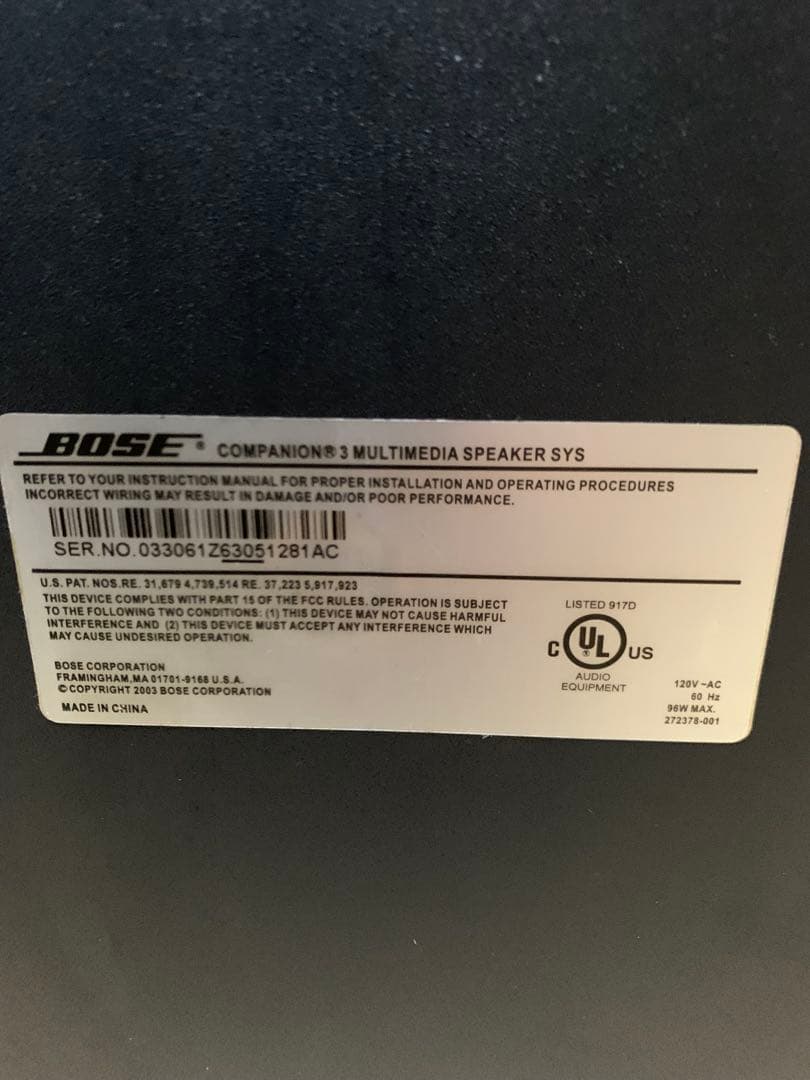 BOSE® COMPANION® 3 MULTIMEDIA SPEAKER SYS
REFER TO YOUR INSTRUCTION MANUAL FOR PROPER INSTALLATION AND OPERATING PROCEDURES
INCORRECT WIRING MAY RESULT IN DAMAGE AND/OR POOR PERFORMANCE.
SER.NO.033061Z63051281AC
U.S. PAT. NOS.RE. 31,679 4,739,514 RE. 37,223 5,917,923
THIS DEVICE COMPLIES WITH PART 15 OF THE FCC RULES. OPERATION IS SUBJECT
TO THE FOLLOWING TWO CONDITIONS: (1) THIS DEVICE MAY NOT CAUSE HARMFUL
INTERFERENCE AND (2) THIS DEVICE MUST ACCEPT ANY INTERFERENCE WHICH
MAY CAUSE UNDESIRED OPERATION.
BOSE CORPORATION
FRAMINGHAM,MA 01701-9168 U.S.A.
©COPYRIGHT 2003 BOSE CORPORATION
MADE IN CHINA
LISTED 917D
C UL® US
AUDIO
EQUIPMENT
120V ~AC
60 Hz
96W MAX.
272378-001